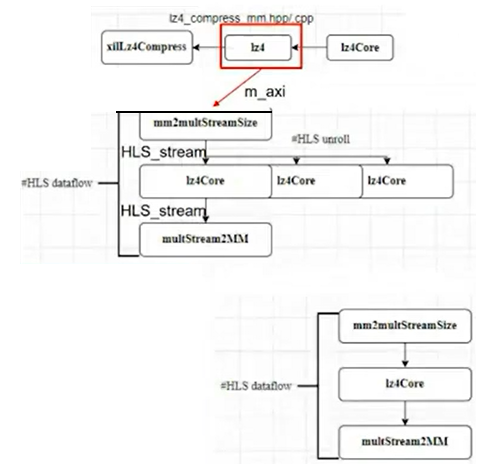 lz4_compress_mm.hpp/.cpp
xilLz4Compress
lz4
lz4Core
m_axi
mm2multStreamSize
#HLS unroll
HLS_stream
#HLS dataflow
lz4Core
lz4Core
lz4Core
HLS_stream
multStream2MM
mm2multStreamSize
#HLS dataflow
lz4Core
multStream2MM